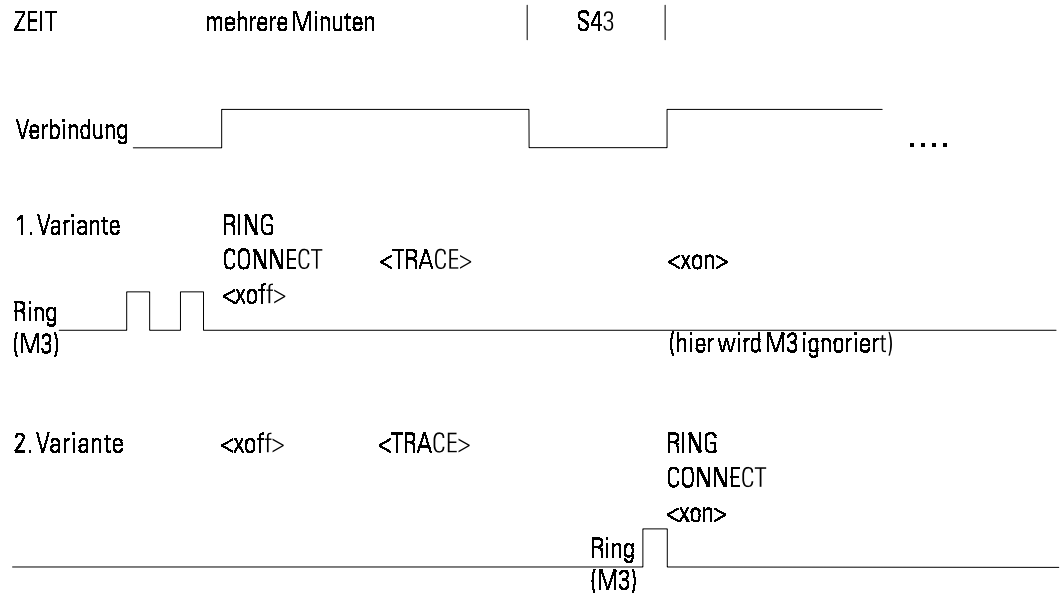 ZEIT mehrere Minuten S43
Verbindung ....
1. Variante RING
CONNECT <TRACE> <xon>
<xoff>
Ring
(M3) (hier wird M3 ignoriert)
2. Variante <xoff> <TRACE> RING
CONNECT
<xon>
Ring
(M3)